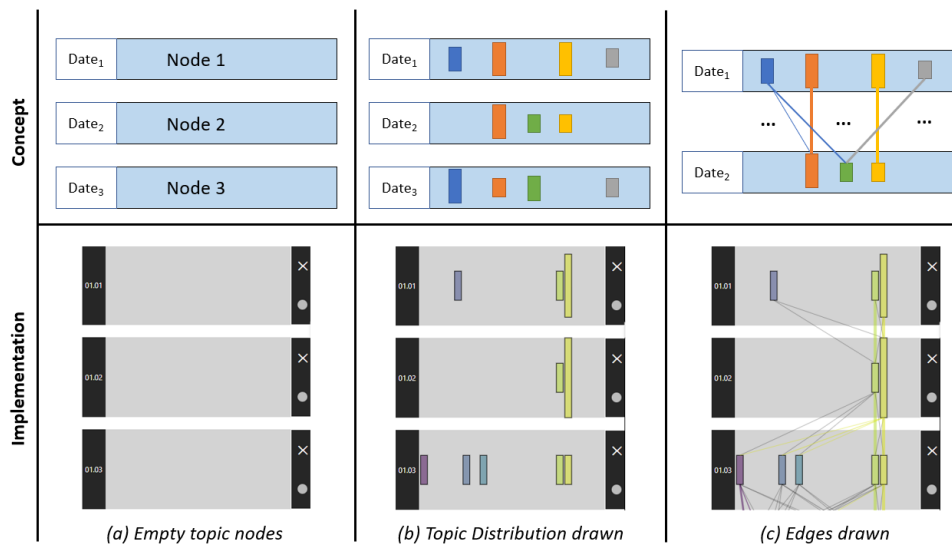 Concept
Date1 Node 1
Date2 Node 2
Date3 Node 3
Date1
Date2
Date3
Date1
... ... ...
Date2
Implementation
01.01
01.02
01.03
01.01
01.02
01.03
01.01
01.02
01.03
(a) Empty topic nodes
(b) Topic Distribution drawn
(c) Edges drawn